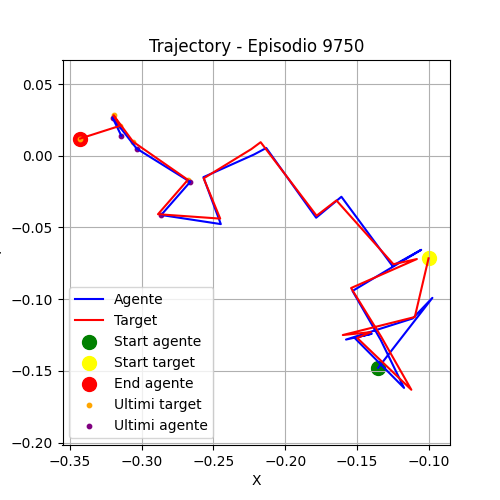 Trajectory - Episodio 9750
0.05
0.00
−0.05
−0.10
−0.15
−0.20
−0.35
−0.30
−0.25
−0.20
−0.15
−0.10
X
Agente
Target
Start agente
Start target
End agente
Ultimi target
Ultimi agente